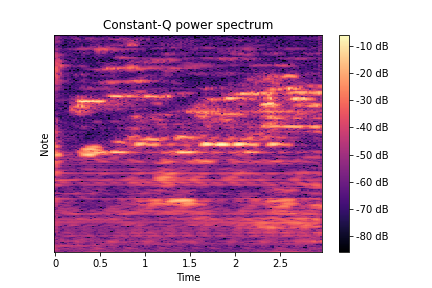 Constant-Q power spectrum
Note
-10 dB
-20 dB
-30 dB
-40 dB
-50 dB
-60 dB
-70 dB
-80 dB
0 0.5 1 1.5 2 2.5
Time